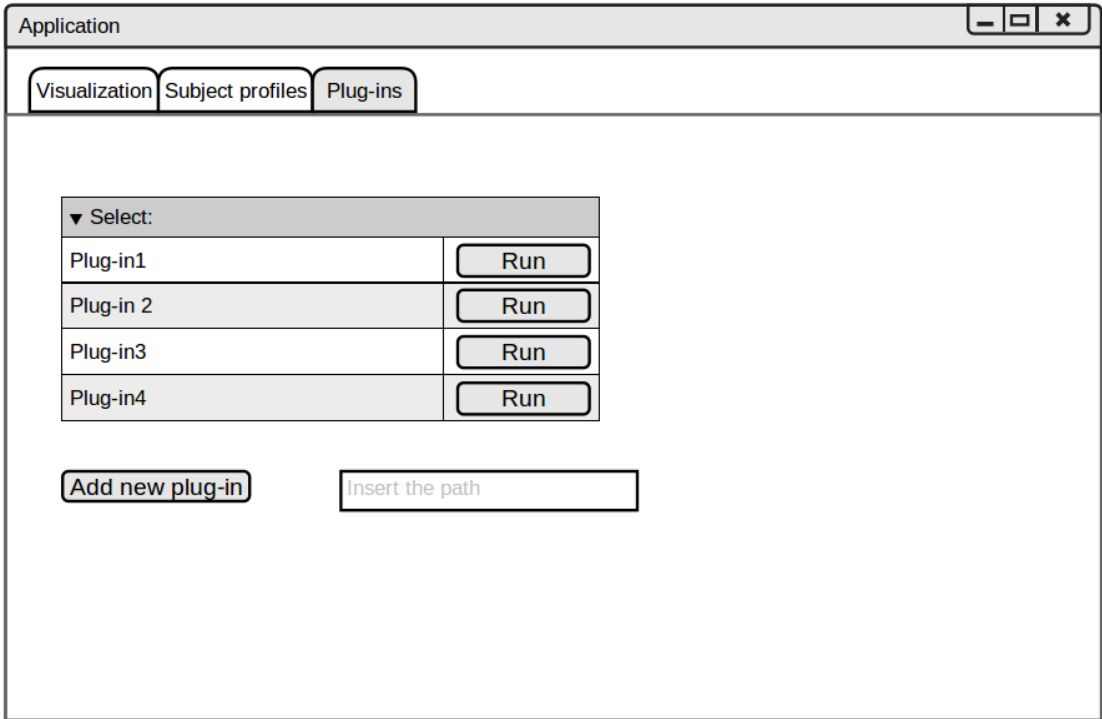 Application
Visualization Subject profiles Plug-ins
Select:
Plug-in1 Run
Plug-in 2 Run
Plug-in3 Run
Plug-in4 Run
Add new plug-in Insert the path